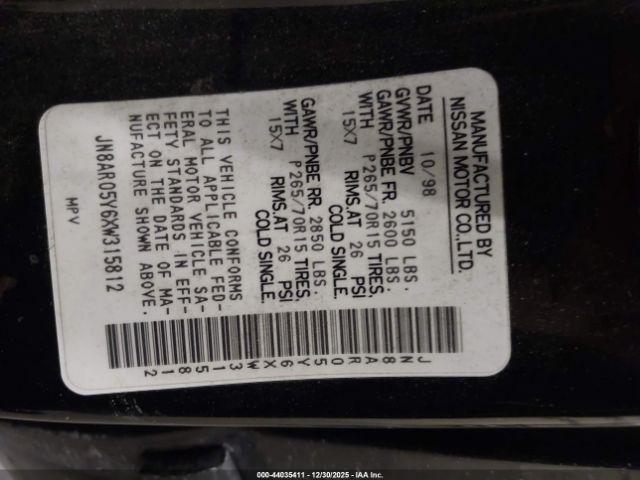 MANUFACTURED BY
NISSAN MOTOR CO.,LTD.
DATE 10/98
GVWR/PNBV 5150 LBS.
GAWR/PNBE FR. 2600 LBS.
WITH P265/70R15 TIRES,
15X7 RIMS,AT 26 PSI
COLD SINGLE.
GAWR/PNBE RR. 2850 LBS.
WITH P265/70R15 TIRES,
15X7 RIMS,AT 26 PSI
COLD SINGLE.
THIS VEHICLE CONFORMS
TO ALL APPLICABLE FED-
ERAL MOTOR VEHICLE SA-
FETY STANDARDS IN EFF-
ECT ON THE DATE OF MA-
NUFACTURE SHOWN ABOVE.
JN8AR05Y6XW315812
MPV
JN8AR05Y6XW315812
000-44035411 - 12/30/2025 - IAAI Inc.